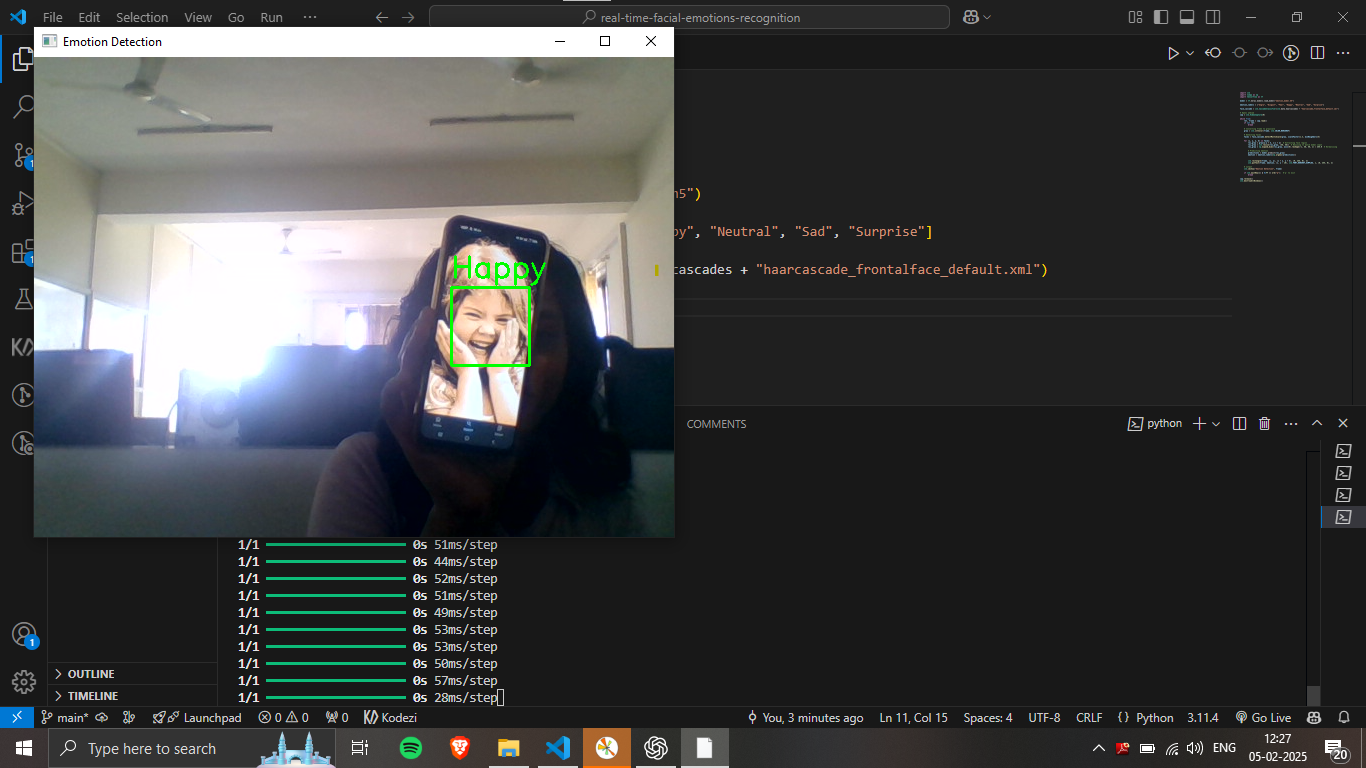 File Edit Selection View Go Run ···
real-time-facial-emotions-recognition
Emotion Detection
n5")
"Neutral", "Sad", "Surprise"]
cascades + "haarcascade_frontalface_default.xml")
Happy
COMMENTS
python
1/1 0s 51ms/step
1/1 0s 44ms/step
1/1 0s 52ms/step
1/1 0s 51ms/step
1/1 0s 49ms/step
1/1 0s 53ms/step
1/1 0s 53ms/step
1/1 0s 50ms/step
1/1 0s 57ms/step
1/1 0s 28ms/step
OUTLINE
TIMELINE
1
1
1
main* Launchpad 0 0 0 Kodezi You, 3 minutes ago Ln 11, Col 15 Spaces: 4 UTF-8 CRLF {} Python 3.11.4 Go Live
Type here to search
ENG
12:27
05-02-2025
20